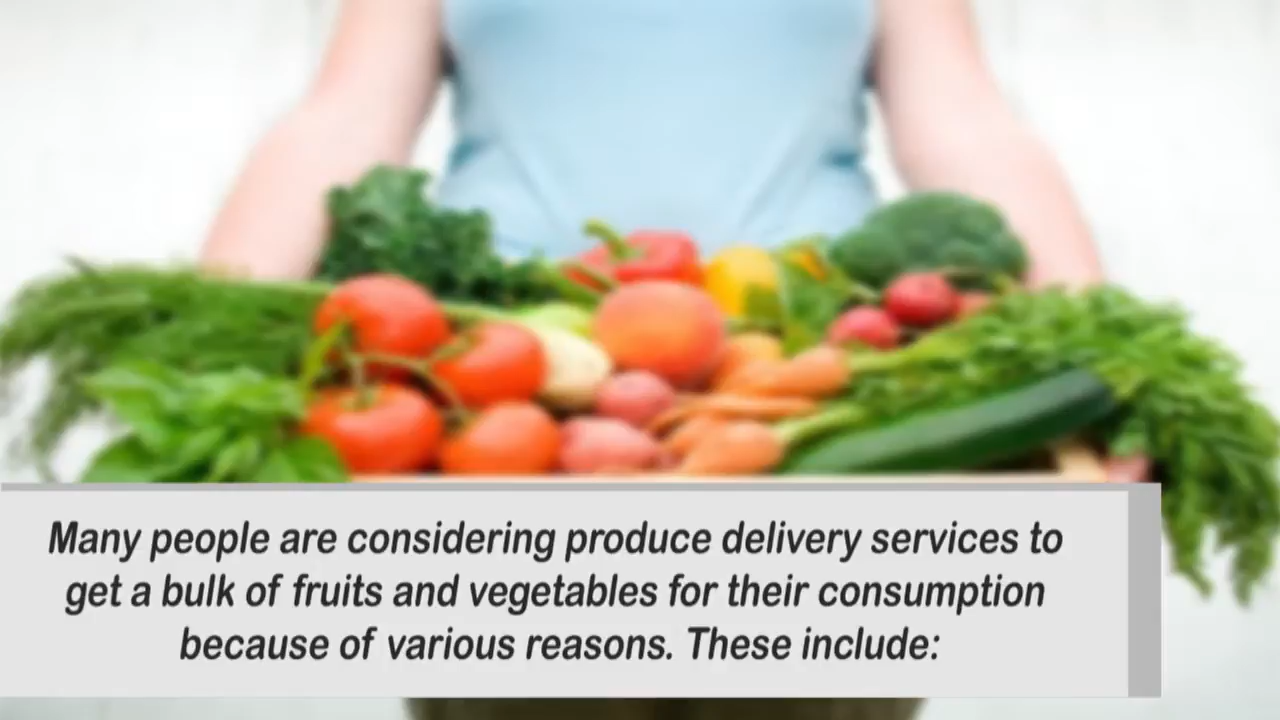 Many people are considering produce delivery services to
get a bulk of fruits and vegetables for their consumption
because of various reasons. These include: